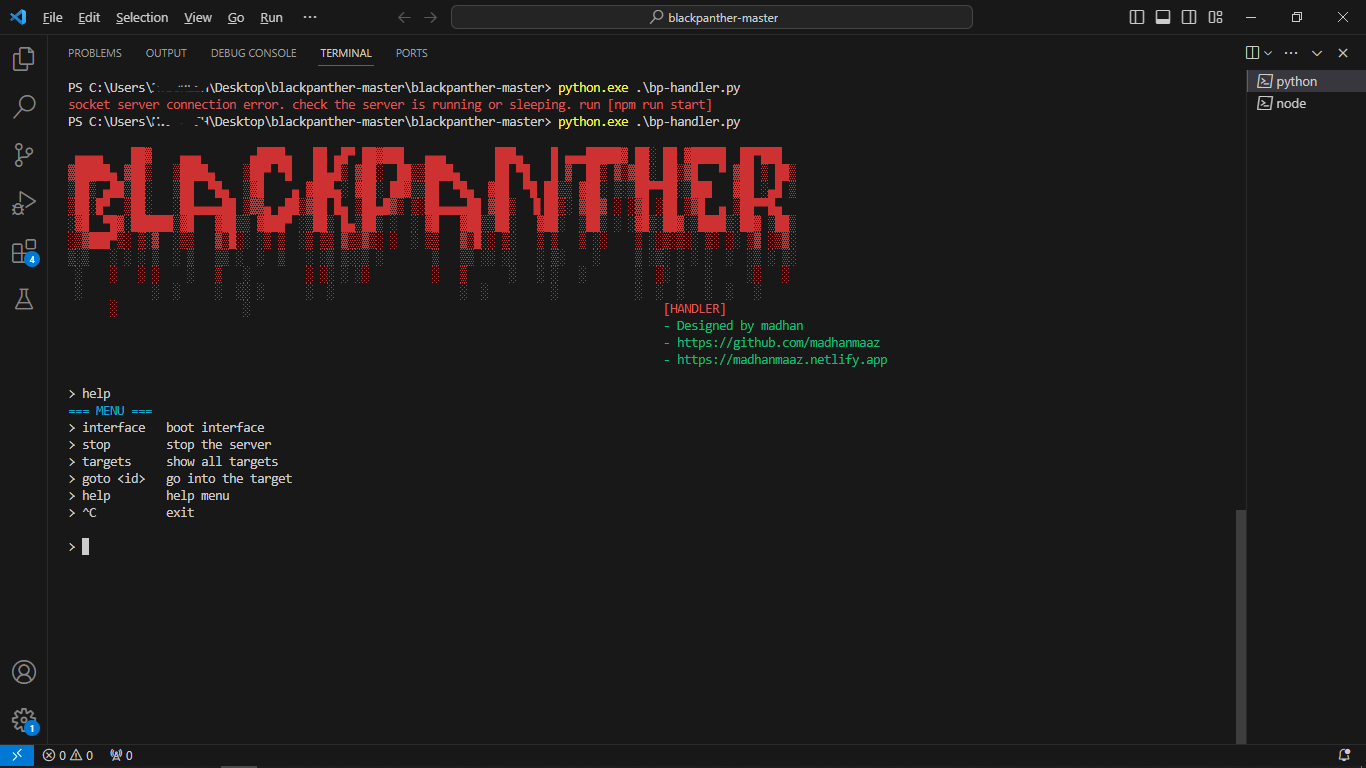 File Edit Selection View Go Run ··· blackpanther-master
PROBLEMS OUTPUT DEBUG CONSOLE TERMINAL PORTS
python
node
PS C:\Users\ \Desktop\blackpanther-master\blackpanther-master> python.exe .\bp-handler.py
socket server connection error. check the server is running or sleeping. run [npm run start]
PS C:\Users\ \Desktop\blackpanther-master\blackpanther-master> python.exe .\bp-handler.py
BLACKPANTHER
[HANDLER]
- Designed by madhan
- https://github.com/madhanmaaz
- https://madhanmaaz.netlify.app
> help
=== MENU ===
> interface boot interface
> stop stop the server
> targets show all targets
> goto <id> go into the target
> help help menu
> ^C exit
>
4
1
0 0 0